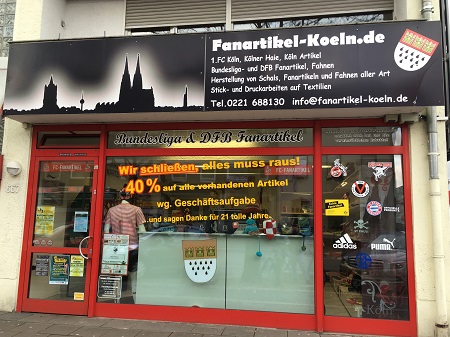 Fanartikel-Koeln.de
1.FC Köln, Kölner Haie, Köln Artikel
Bundesliga- und DFB Fanartikel, Fahnen
Herstellung von Schals, Fanartikeln und Fahnen aller Art
Stick- und Druckarbeiten auf Textilien
Tel. 0221 688130 info@fanartikel-koeln.de
Bundesliga & DFB Fanartikel
Wir schließen, alles muss raus!
40% auf alle vorhandenen Artikel
wg. Geschäftsaufgabe
...und sagen Danke für 21 tolle Jahre.
FC-FANARTIKEL
adidas
PUMA